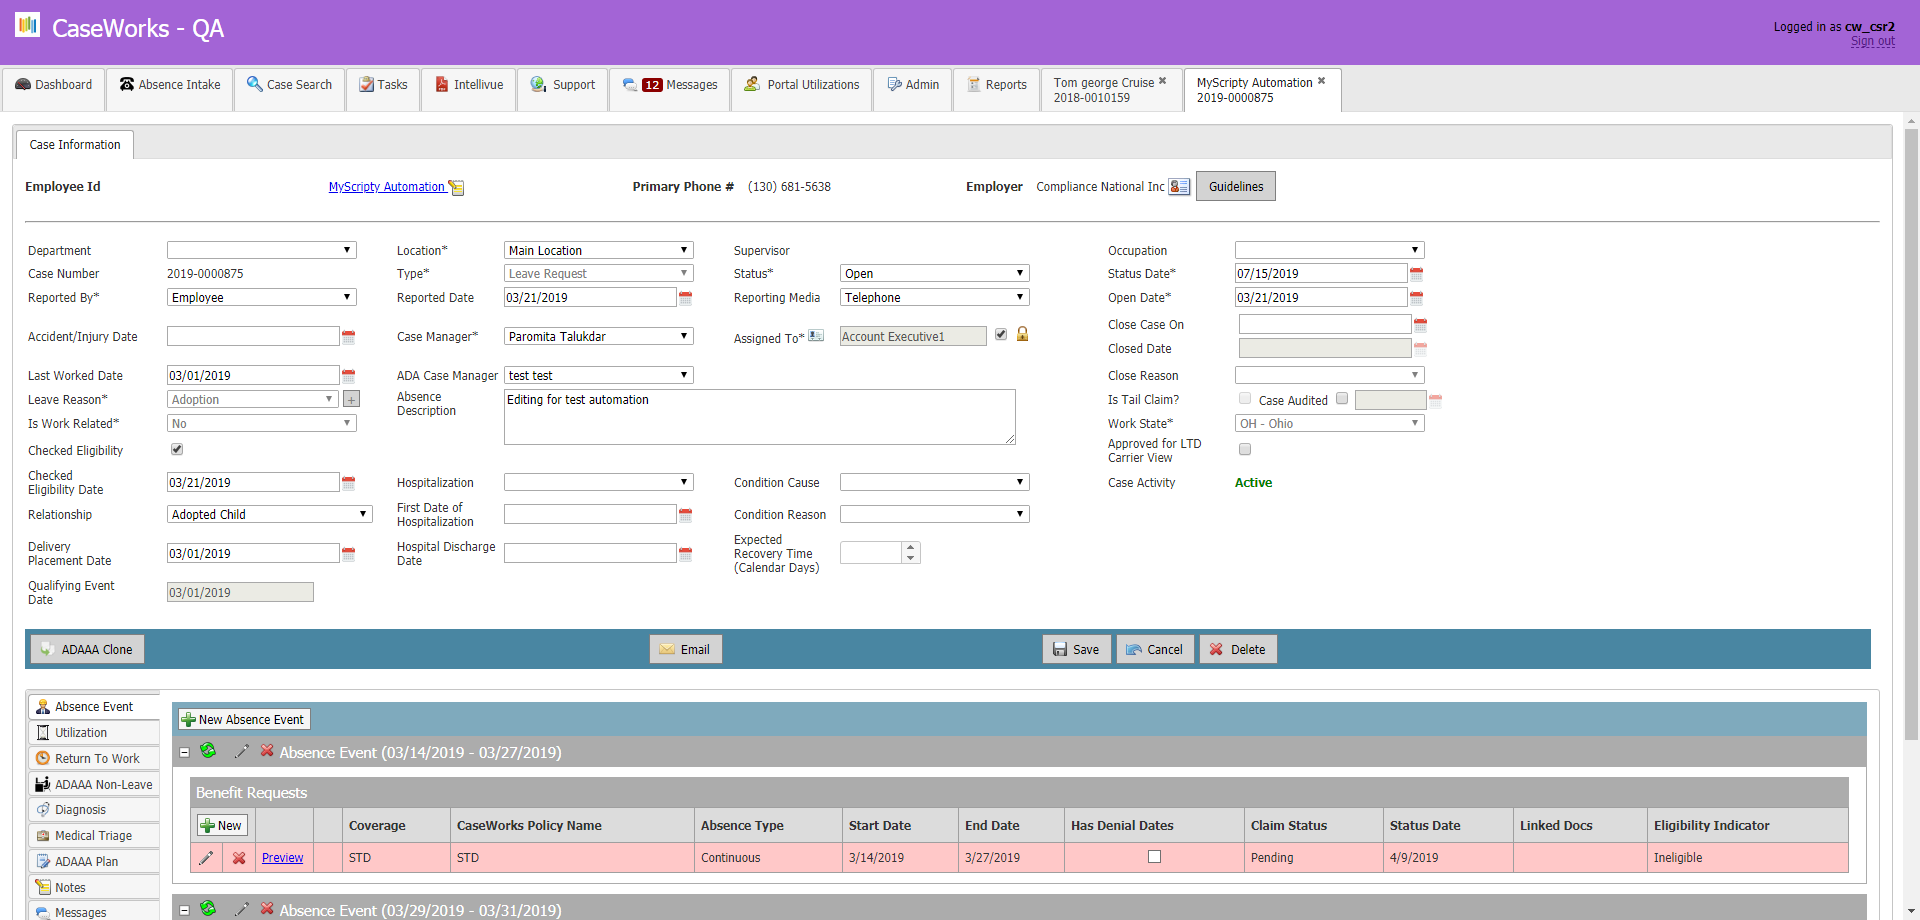 CaseWorks - QA
Logged in as cw_csr2
Sign out
Dashboard
Absence Intake
Case Search
Tasks
Intellivue
Support
12 Messages
Portal Utilizations
Admin
Reports
Tom george Cruise
2018-0010159
MyScripty Automation
2019-0000875
Case Information
Employee Id MyScripty Automation Primary Phone # (130) 681-5638 Employer Compliance National Inc Guidelines
Department Location* Main Location Supervisor Occupation
Case Number 2019-0000875 Type* Leave Request Status* Open Status Date* 07/15/2019
Reported By* Employee Reported Date 03/21/2019 Reporting Media Telephone Open Date* 03/21/2019
Close Case On
Accident/Injury Date Case Manager* Paromita Talukdar Assigned To* Account Executive1
Closed Date
Last Worked Date 03/01/2019 ADA Case Manager test test Close Reason
Leave Reason* Adoption + Absence Description Editing for test automation Is Tail Claim? Case Audited
Is Work Related* No Work State* OH - Ohio
Checked Eligibility Approved for LTD Carrier View
Checked Eligibility Date 03/21/2019 Hospitalization Condition Cause Case Activity Active
Relationship Adopted Child First Date of Hospitalization Condition Reason
Delivery Placement Date 03/01/2019 Hospital Discharge Date Expected Recovery Time (Calendar Days)
Qualifying Event Date 03/01/2019
ADAAA Clone Email Save Cancel Delete
Absence Event
Utilization
Return To Work
ADAAA Non-Leave
Diagnosis
Medical Triage
ADAAA Plan
Notes
Messages
New Absence Event
Absence Event (03/14/2019 - 03/27/2019)
Benefit Requests
New Coverage CaseWorks Policy Name Absence Type Start Date End Date Has Denial Dates Claim Status Status Date Linked Docs Eligibility Indicator
Preview STD STD Continuous 3/14/2019 3/27/2019 Pending 4/9/2019 Ineligible
Absence Event (03/29/2019 - 03/31/2019)